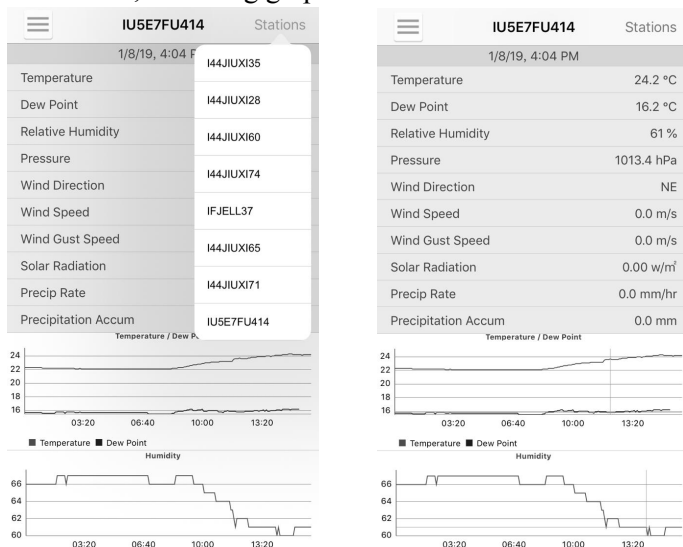 IU5E7FU414 Stations
1/8/19, 4:04 P
I44JIUXI35
I44JIUXI28
I44JIUXI60
I44JIUXI74
IFJELL37
I44JIUXI65
I44JIUXI71
IU5E7FU414
Temperature
Dew Point
Relative Humidity
Pressure
Wind Direction
Wind Speed
Wind Gust Speed
Solar Radiation
Precip Rate
Precipitation Accum
Temperature / Dew P
24
22
20
18
16
03:20 06:40 10:00 13:20
Temperature Dew Point
Humidity
66
64
62
60
03:20 06:40 10:00 13:20
IU5E7FU414 Stations
1/8/19, 4:04 PM
Temperature 24.2 °C
Dew Point 16.2 °C
Relative Humidity 61 %
Pressure 1013.4 hPa
Wind Direction NE
Wind Speed 0.0 m/s
Wind Gust Speed 0.0 m/s
Solar Radiation 0.00 w/m²
Precip Rate 0.0 mm/hr
Precipitation Accum 0.0 mm
Temperature / Dew Point
24
22
20
18
16
03:20 06:40 10:00 13:20
Temperature Dew Point
Humidity
66
64
62
60
03:20 06:40 10:00 13:20